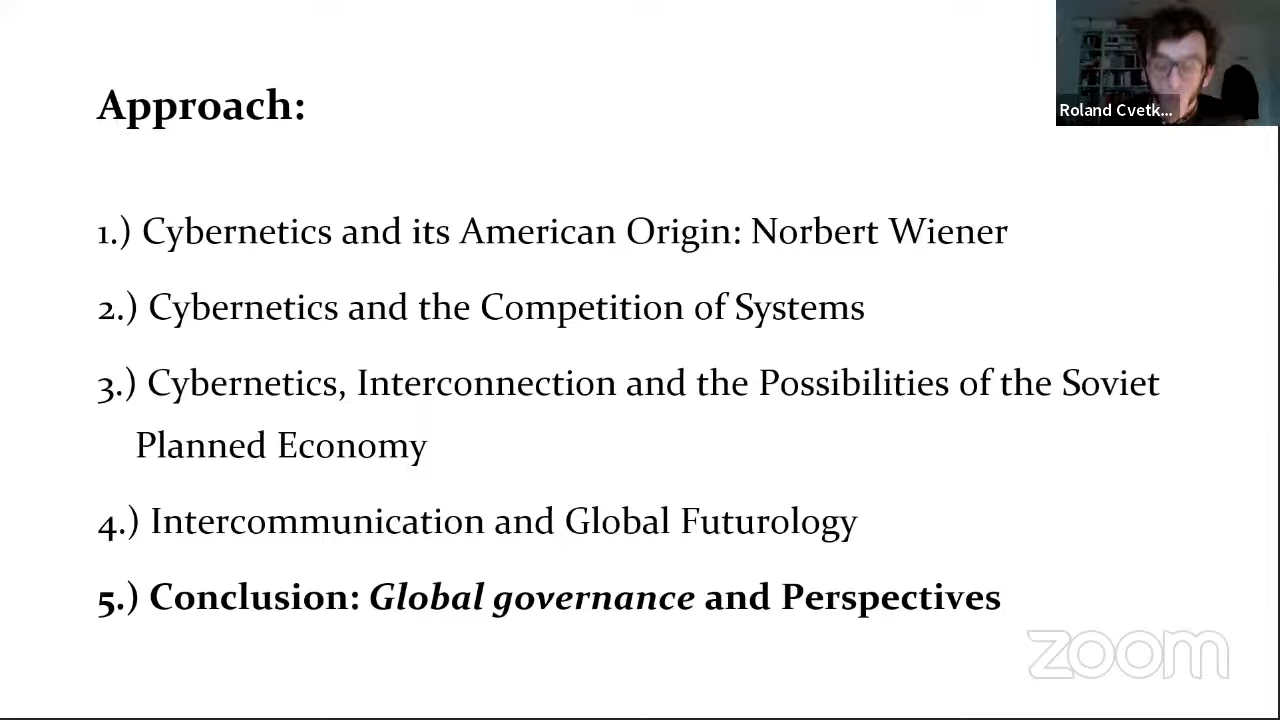 Approach:
Roland Cvetk...
1.) Cybernetics and its American Origin: Norbert Wiener
2.) Cybernetics and the Competition of Systems
3.) Cybernetics, Interconnection and the Possibilities of the Soviet
Planned Economy
4.) Intercommunication and Global Futurology
5.) Conclusion: Global governance and Perspectives
zoom